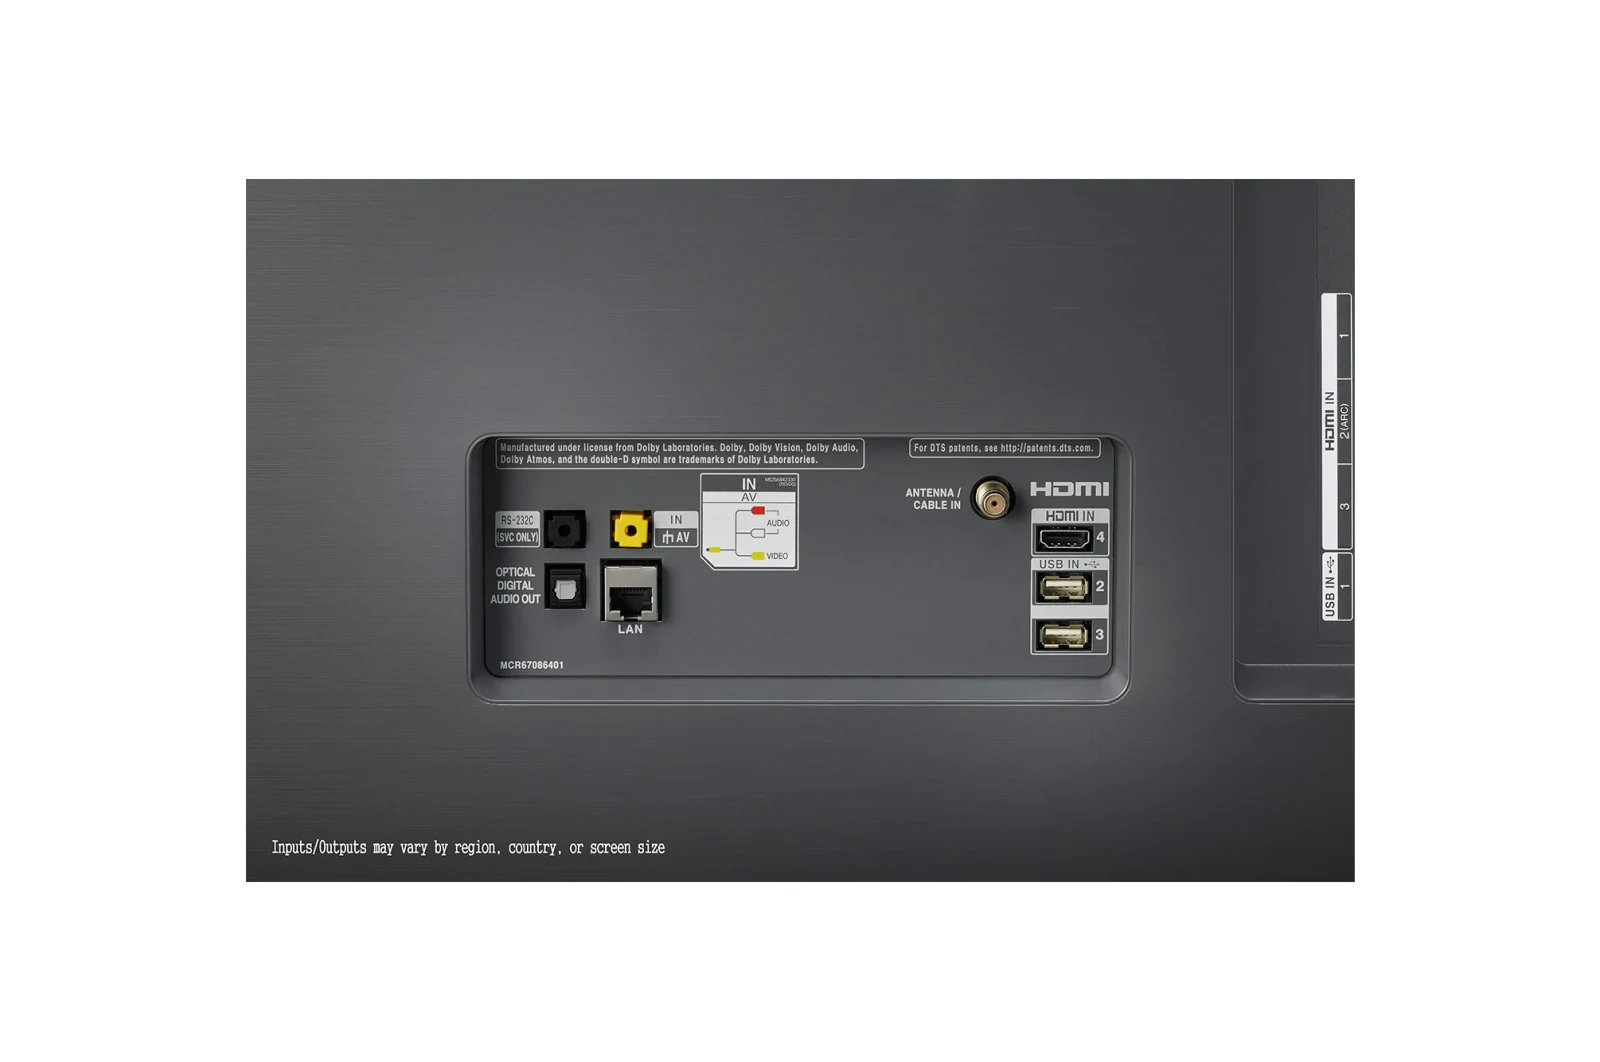 Manufactured under license from Dolby Laboratories. Dolby, Dolby Vision, Dolby Audio,
Dolby Atmos, and the double-D symbol are trademarks of Dolby Laboratories.
For DTS patents, see http://patents.dts.com.
IN
AV
AUDIO
VIDEO
ANTENNA /
CABLE IN
HDMI
HDMI IN
4
USB IN
2
3
RS-232C
(SVC ONLY)
IN
AV
OPTICAL
DIGITAL
AUDIO OUT
LAN
MCR67086401
HDMI IN
1
2(ARC)
3
USB IN
1
Inputs/Outputs may vary by region, country, or screen size